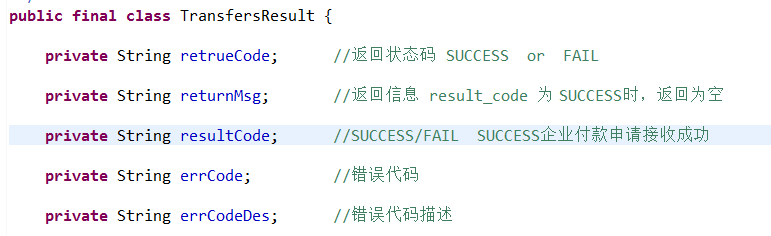 public final class TransfersResult {
private String retrueCode; //返回状态码 SUCCESS or FAIL
private String returnMsg; //返回信息 result_code 为 SUCCESS时，返回为空
private String resultCode; //SUCCESS/FAIL SUCCESS企业付款申请接收成功
private String errCode; //错误代码
private String errCodeDes; //错误代码描述